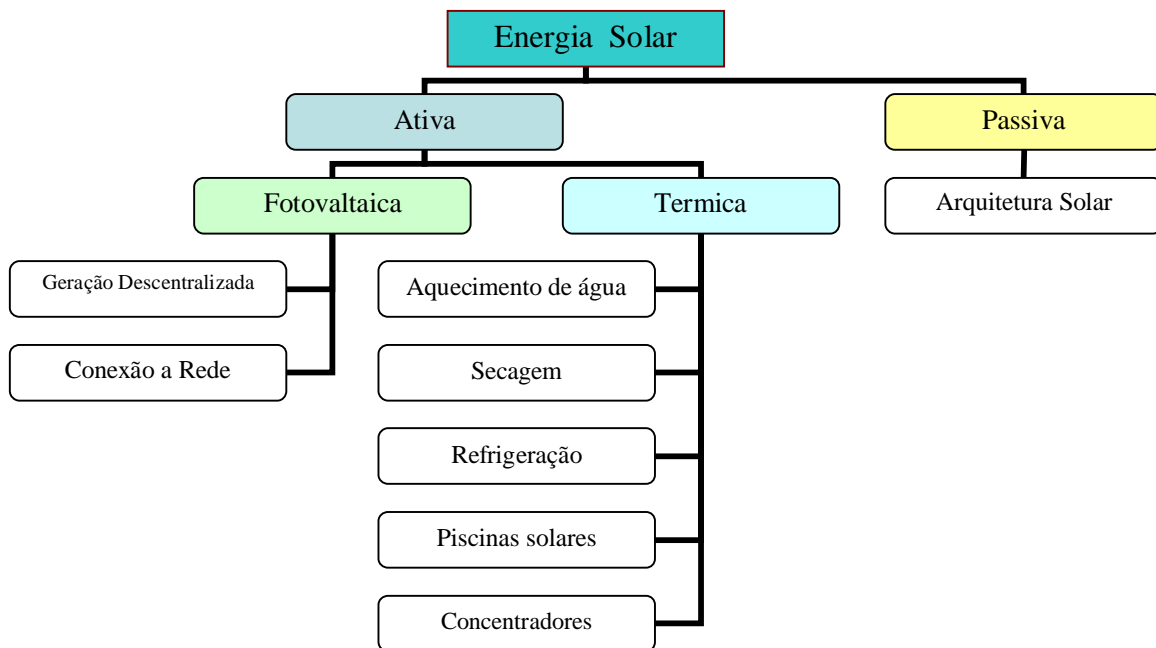 Energia Solar
Ativa
Passiva
Fotovaltaica
Termica
Arquitetura Solar
Geração Descentralizada
Aquecimento de água
Conexão a Rede
Secagem
Refrigeração
Piscinas solares
Concentradores